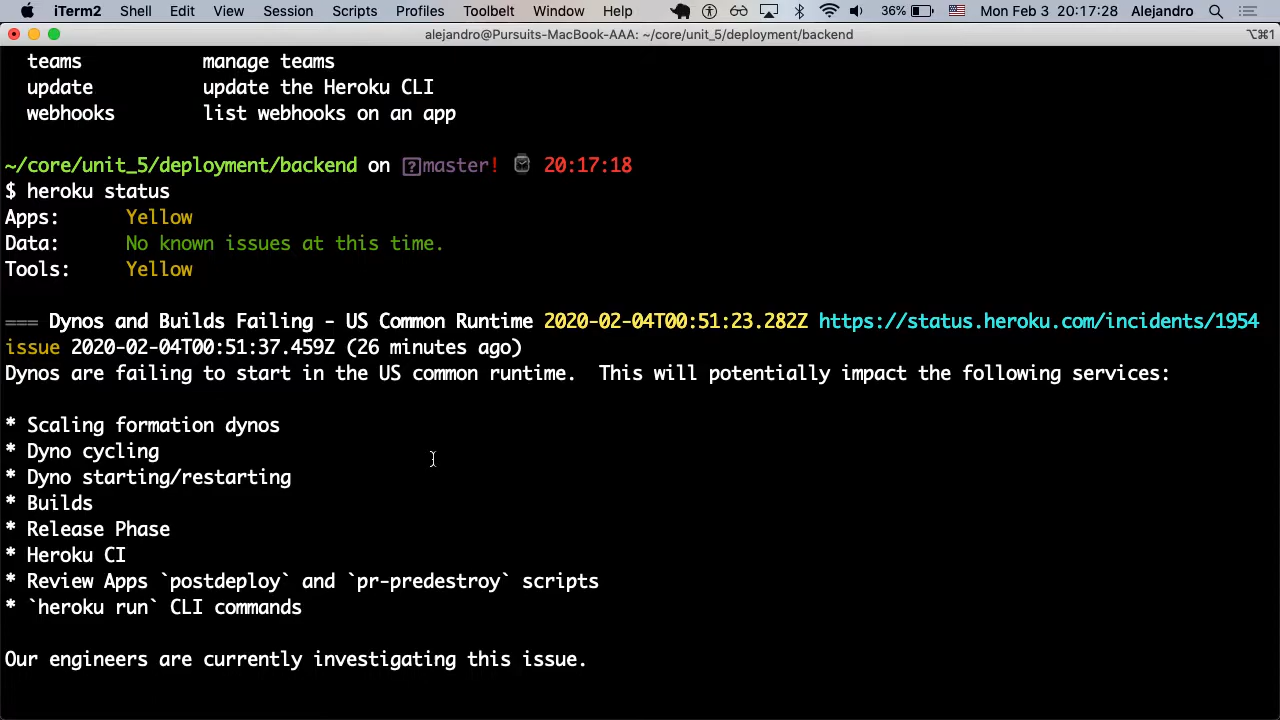 iTerm2 Shell Edit View Session Scripts Profiles Toolbelt Window Help 36% Mon Feb 3 20:17:28 Alejandro
alejandro@Pursuits-MacBook-AAA: ~/core/unit_5/deployment/backend ⌥⌘1
teams manage teams
update update the Heroku CLI
webhooks list webhooks on an app
~/core/unit_5/deployment/backend on ?master! 20:17:18
$ heroku status
Apps: Yellow
Data: No known issues at this time.
Tools: Yellow
=== Dynos and Builds Failing - US Common Runtime 2020-02-04T00:51:23.282Z https://status.heroku.com/incidents/1954
issue 2020-02-04T00:51:37.459Z (26 minutes ago)
Dynos are failing to start in the US common runtime.  This will potentially impact the following services:
* Scaling formation dynos
* Dyno cycling
* Dyno starting/restarting
* Builds
* Release Phase
* Heroku CI
* Review Apps `postdeploy` and `pr-predestroy` scripts
* `heroku run` CLI commands
Our engineers are currently investigating this issue.